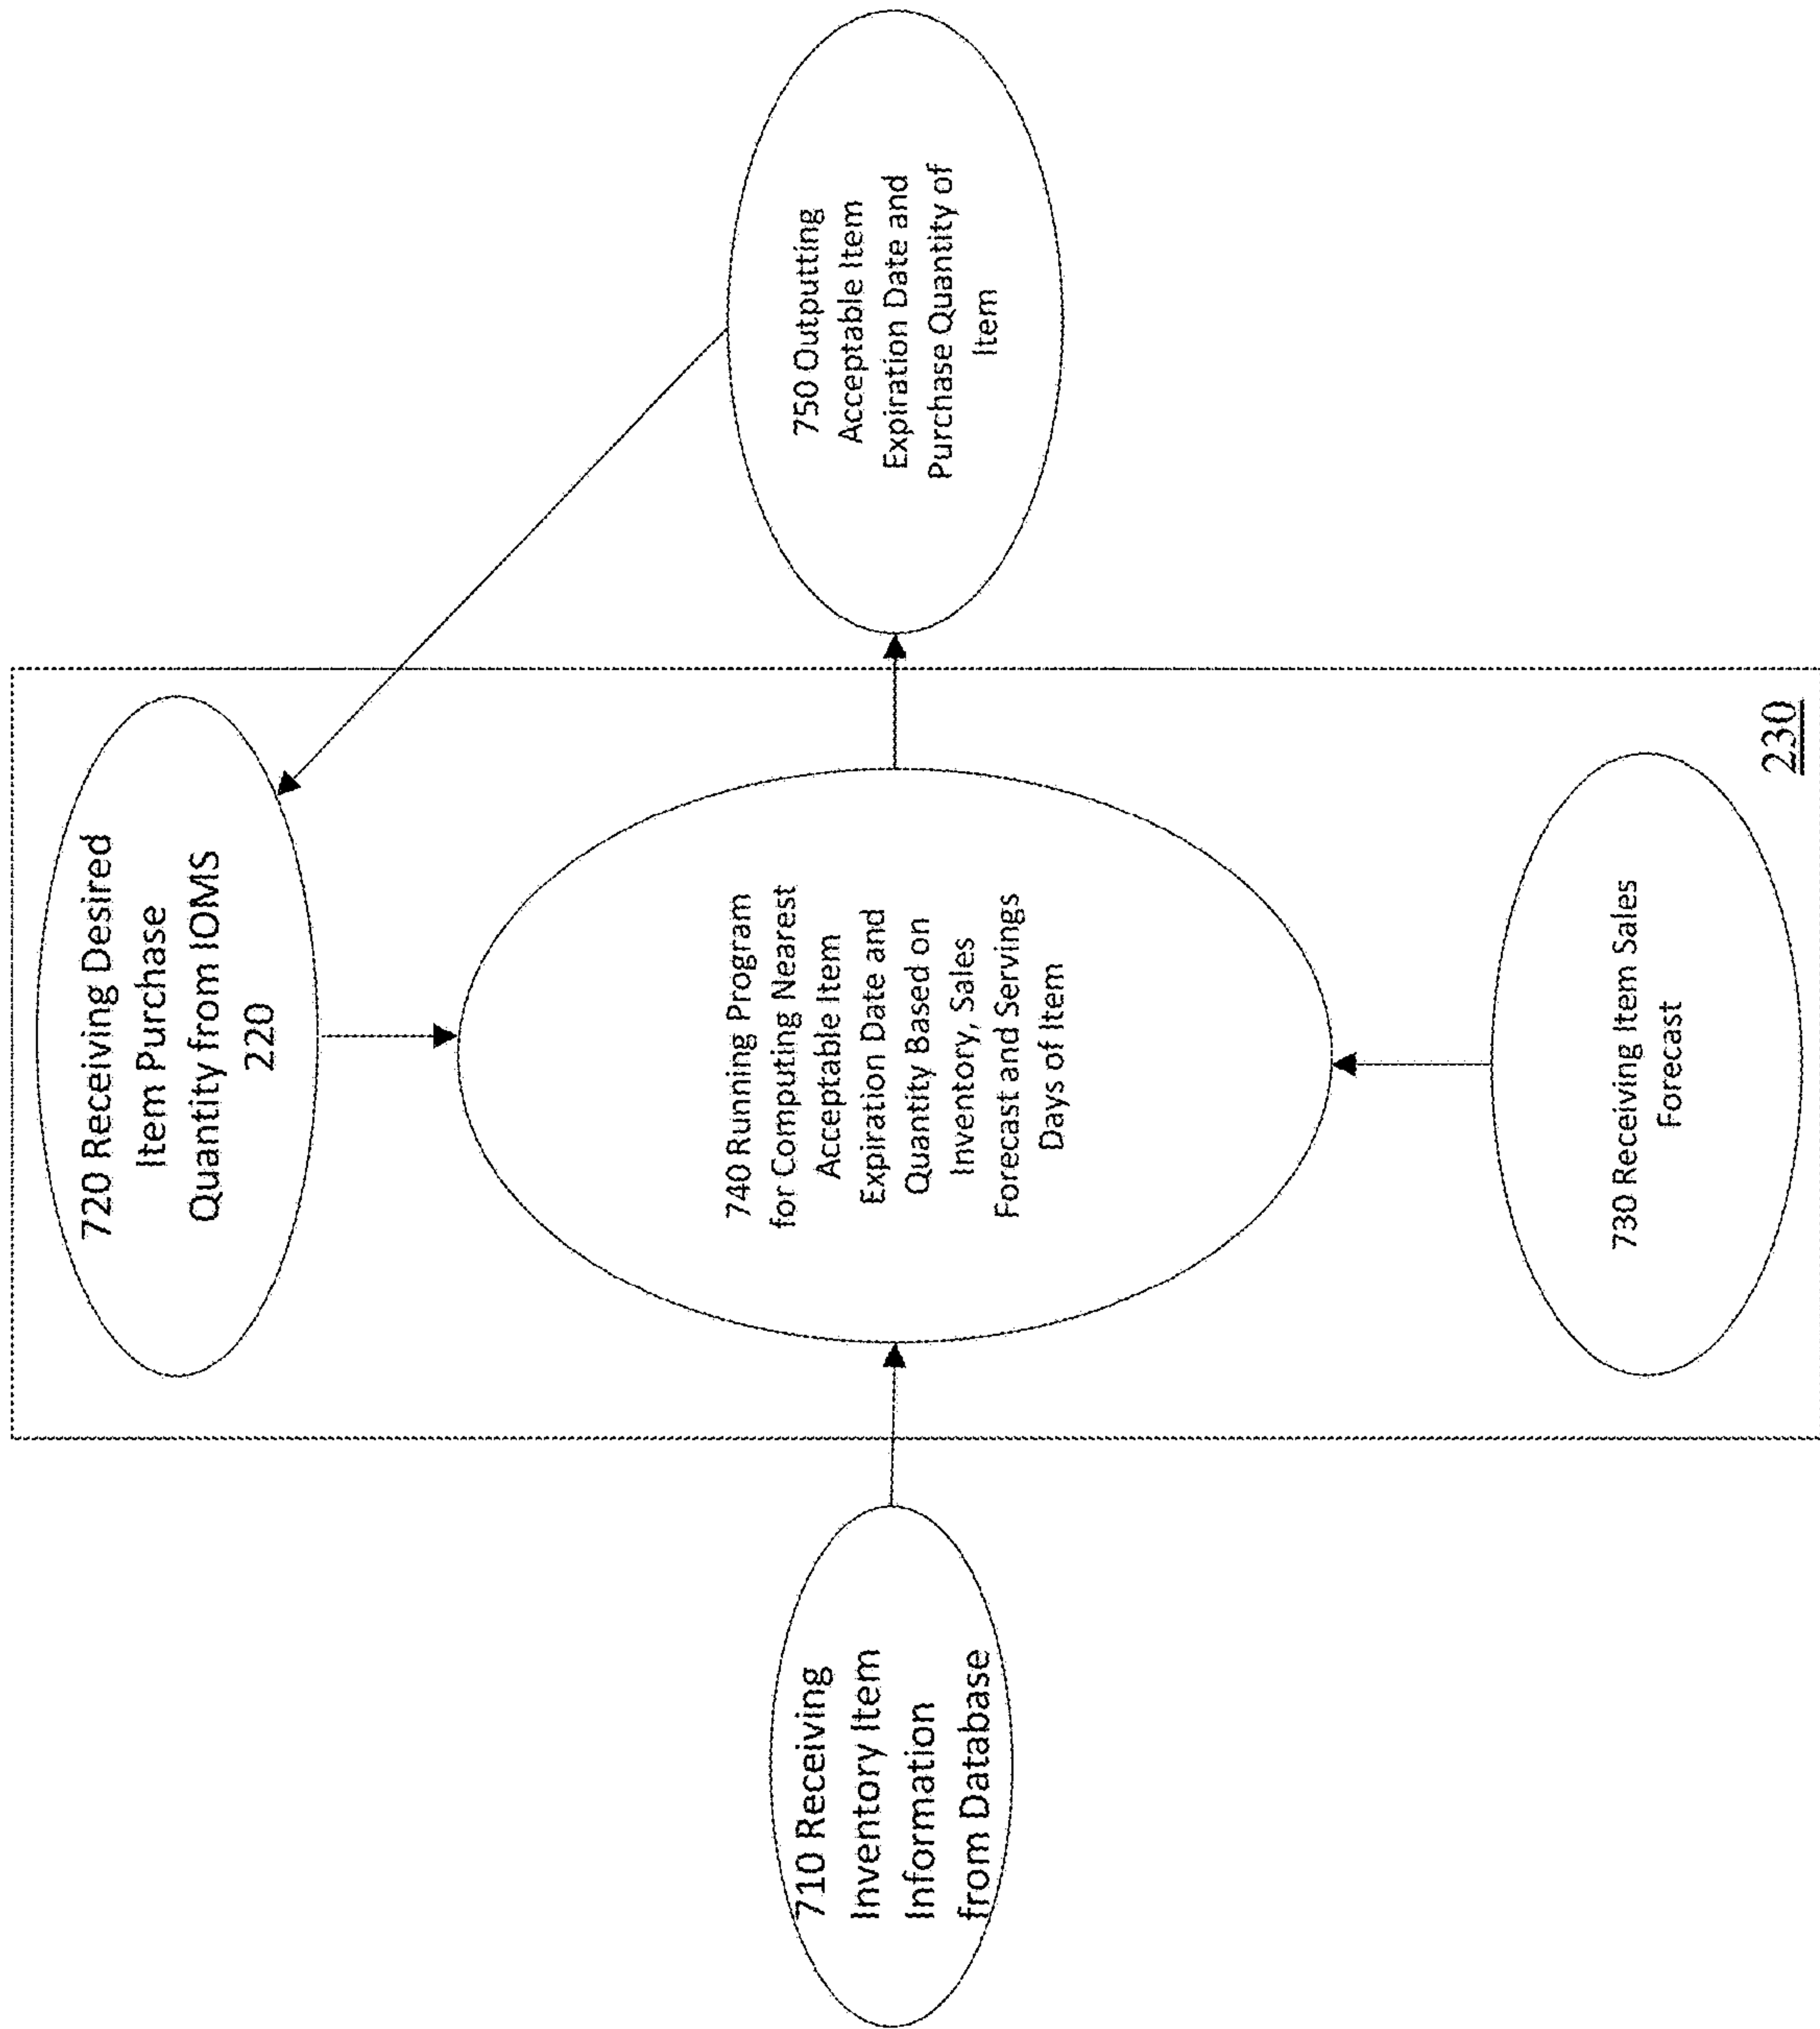 710 Receiving
Inventory Item
Information
from Database
720 Receiving Desired
Item Purchase
Quantity from IOMS
220
740 Running Program
for Computing Nearest
Acceptable Item
Expiration Date and
Quantity Based on
Inventory, Sales
Forecast and Servings
Days of Item
730 Receiving Item Sales
Forecast
230
750 Outputting
Acceptable Item
Expiration Date and
Purchase Quantity of
Item